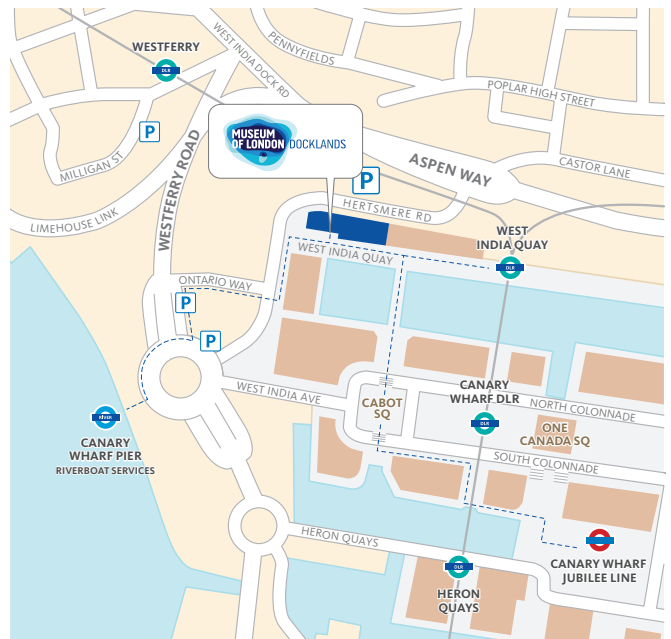 WESTFERRY
DLR
WEST INDIA DOCK RD
PENNYFIELDS
POPLAR HIGH STREET
P
MILLIGAN ST
WESTFERRY ROAD
MUSEUM
OF LONDON
DOCKLANDS
P
ASPEN WAY
CASTOR LANE
LIMEHOUSE LINK
HERTSMERE RD
WEST
INDIA QUAY
DLR
WEST INDIA QUAY
ONTARIO WAY
P
P
WEST INDIA AVE
CABOT
SQ
CANARY
WHARF DLR
DLR
NORTH COLONNADE
ONE
CANADA SQ
SOUTH COLONNADE
RIVER
CANARY
WHARF PIER
RIVERBOAT SERVICES
HERON QUAYS
CANARY WHARF
JUBILEE LINE
DLR
HERON
QUAYS